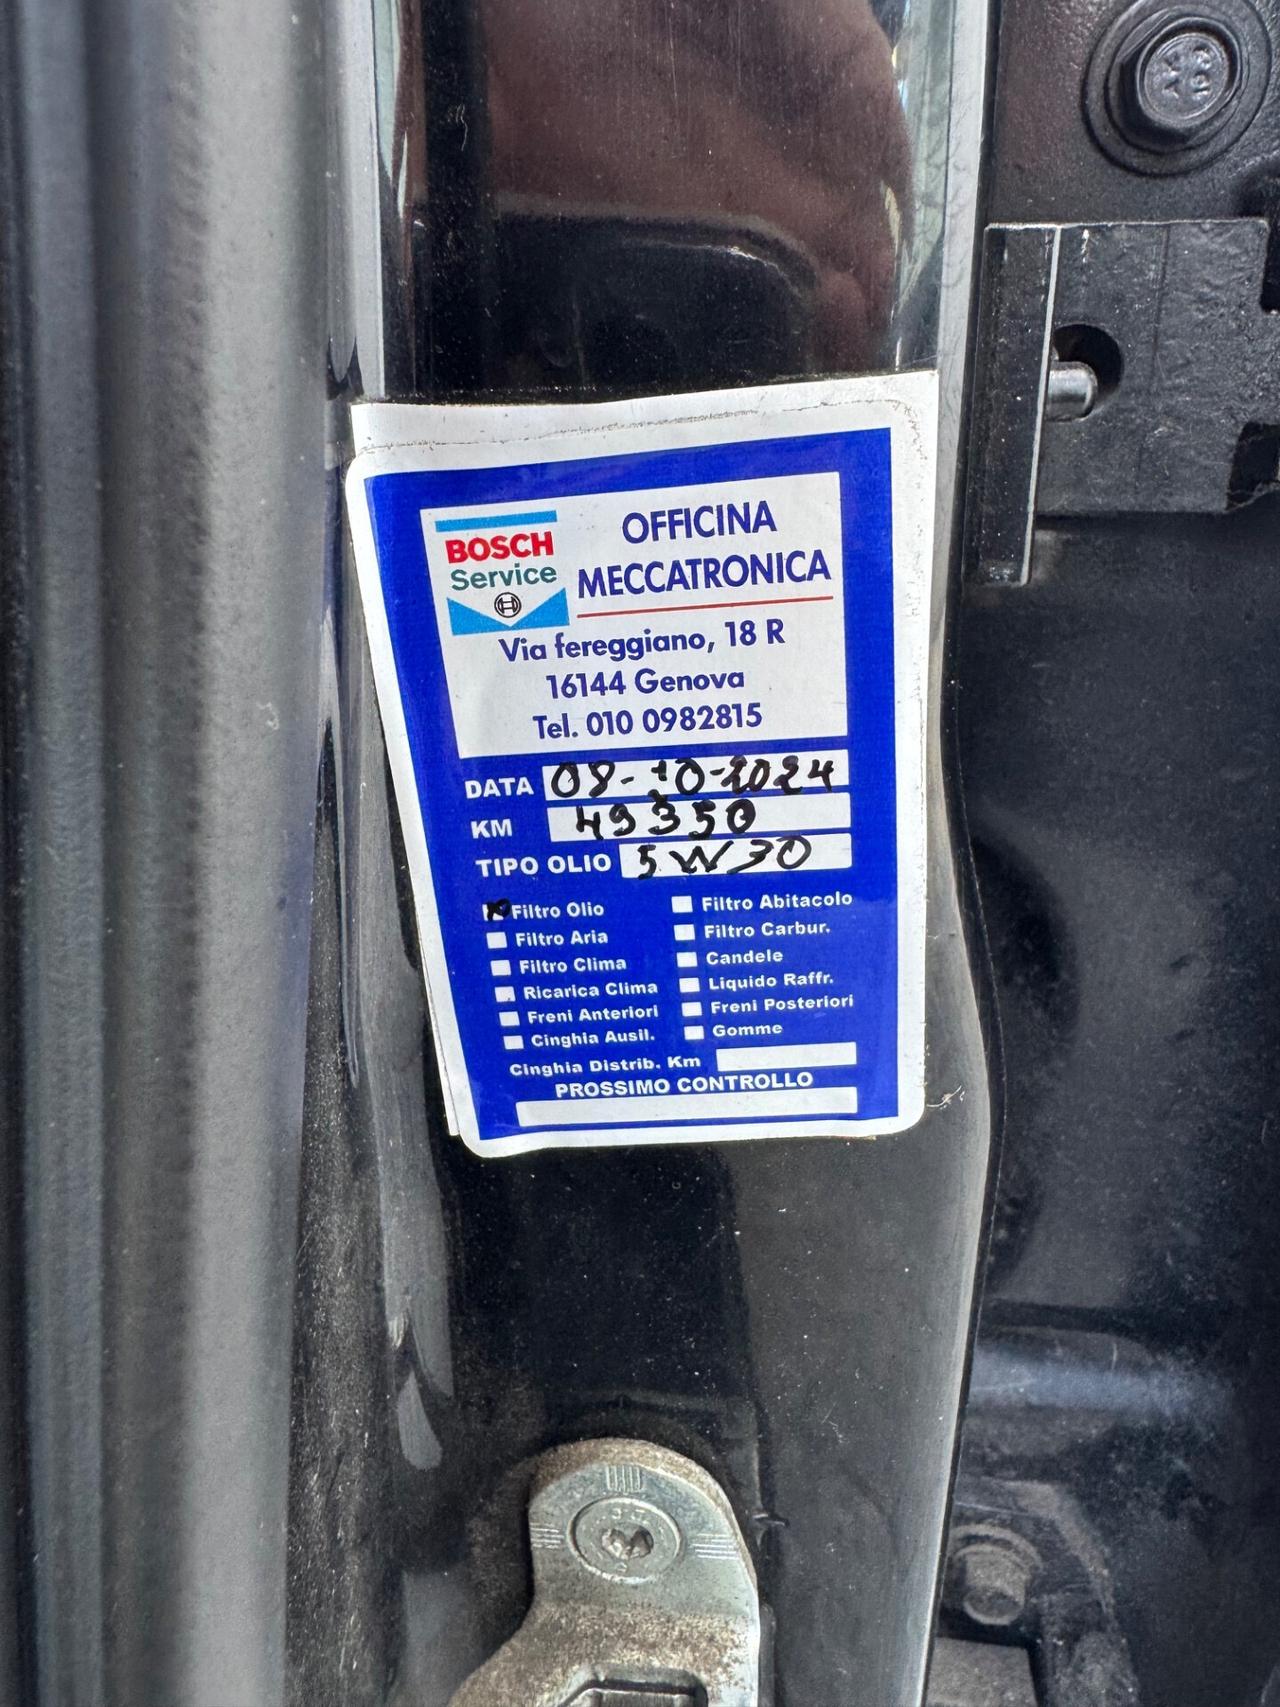 BOSCH
Service
OFFICINA
MECCATRONICA
Via fereggiano, 18 R
16144 Genova
Tel. 010 0982815
DATA 08-10-2024
KM 49350
TIPO OLIO 5W30
Filtro Olio
Filtro Aria
Filtro Clima
Ricarica Clima
Freni Anteriori
Cinghia Ausil.
Filtro Abitacolo
Filtro Carbur.
Candele
Liquido Raffr.
Freni Posteriori
Gomme
Cinghia Distrib. Km
PROSSIMO CONTROLLO